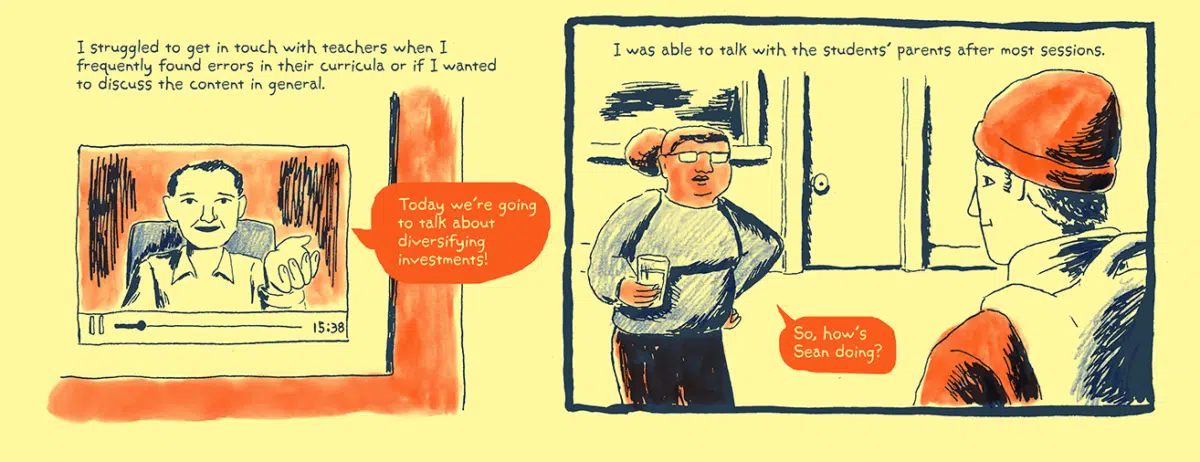 I struggled to get in touch with teachers when I
frequently found errors in their curricula or if I wanted
to discuss the content in general.
Today we're going
to talk about
diversifying
investments!
15:38
I was able to talk with the students' parents after most sessions.
So, how's
Sean doing?